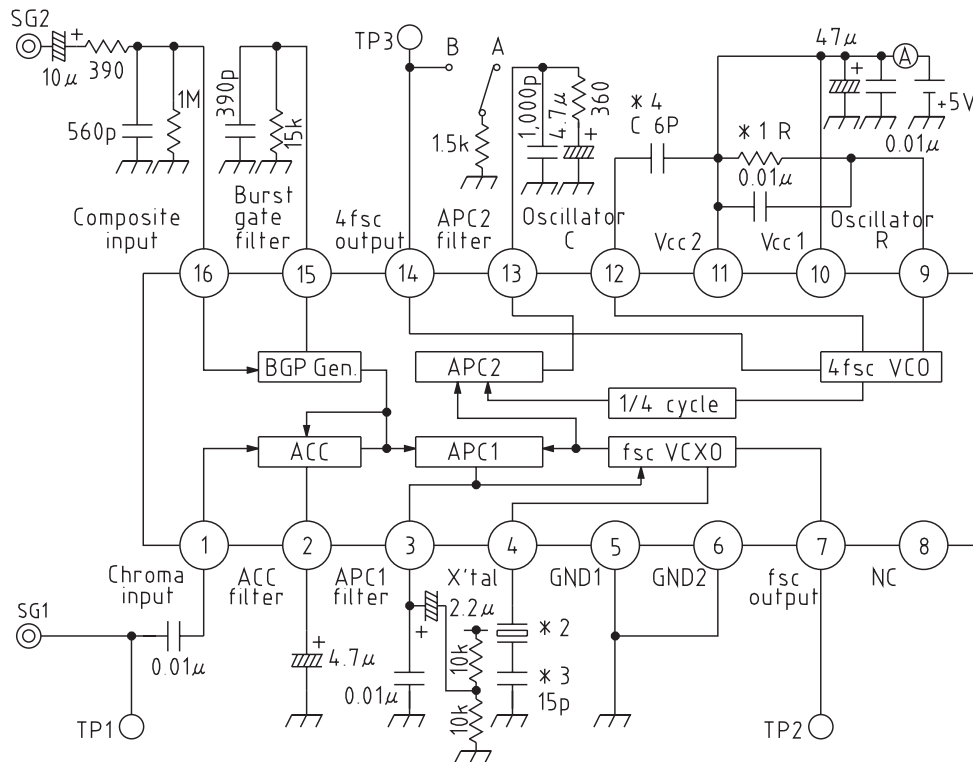 SG2
+
10μ
390
560p
1M
390p
15k
TP3
B
A
1.5k
1,000p
4.7μ
+
360
* 4
C 6P
47μ
+
A
+5V
0.01μ
* 1 R
0.01μ
Composite
input
Burst
gate
filter
4fsc
output
APC2
filter
Oscillator
C
Vcc2
Vcc1
Oscillator
R
16
15
14
13
12
11
10
9
BGP Gen.
APC2
4fsc VCO
1/4 cycle
ACC
APC1
fsc VCXO
1
2
3
4
5
6
7
8
Chroma
input
ACC
filter
APC1
filter
X'tal
GND1
GND2
fsc
output
NC
SG1
0.01μ
TP1
+
4.7μ
0.01μ
+
2.2μ
10k
10k
* 2
* 3
15p
TP2